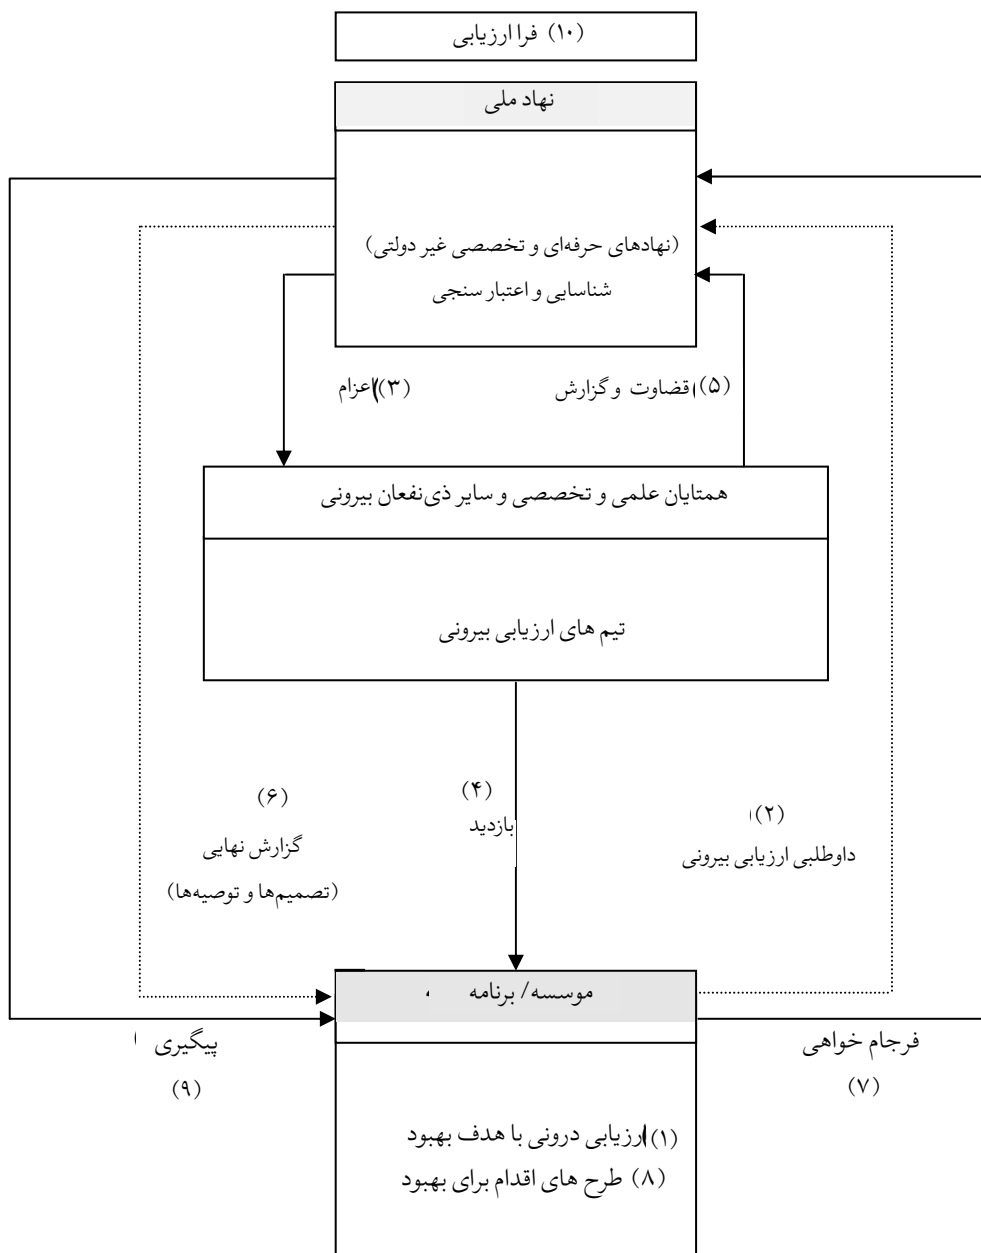 (۱۰) فرا ارزیابی
نهاد ملی
(نهادهای حرفه‌ای و تخصصی غیر دولتی)
شناسایی و اعتبار سنجی
(۳) اعزام
(۵) قضاوت و گزارش
همتایان علمی و تخصصی و سایر ذی‌نفعان بیرونی
تیم های ارزیابی بیرونی
(۲)
داوطلبی ارزیابی بیرونی
(۴)
بازدید
(۶)
گزارش نهایی
(تصمیم‌ها و توصیه‌ها)
موسسه/ برنامه
فرجام خواهی
(۷)
پیگیری
(۹)
(۱) ارزیابی درونی با هدف بهبود
(۸) طرح های اقدام برای بهبود